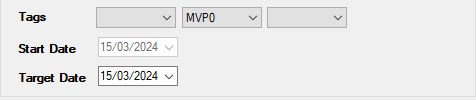 Tags MVP0
Start Date 15/03/2024
Target Date 15/03/2024